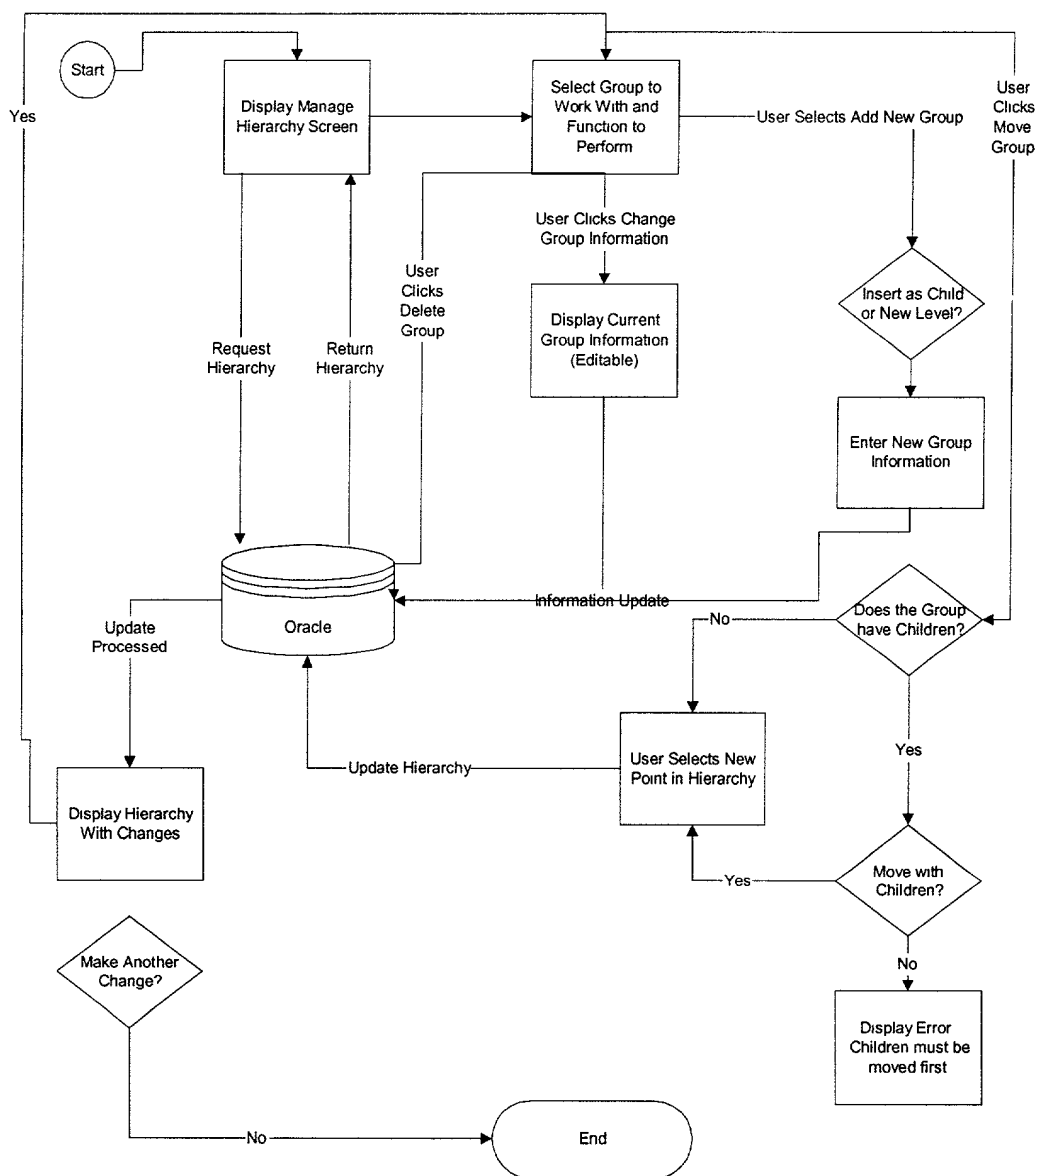 Start
Display Manage
Hierarchy Screen
Select Group to
Work With and
Function to
Perform
User Selects Add New Group
User
Clicks
Move
Group
Yes
User Clicks Change
Group Information
User
Clicks
Delete
Group
Insert as Child
or New Level?
Display Current
Group Information
(Editable)
Request
Hierarchy
Return
Hierarchy
Enter New Group
Information
Information Update
Oracle
Update
Processed
Does the Group
have Children?
No
Yes
User Selects New
Point in Hierarchy
Update Hierarchy
Display Hierarchy
With Changes
Move with
Children?
Yes
No
Make Another
Change?
Display Error
Children must be
moved first
No
End